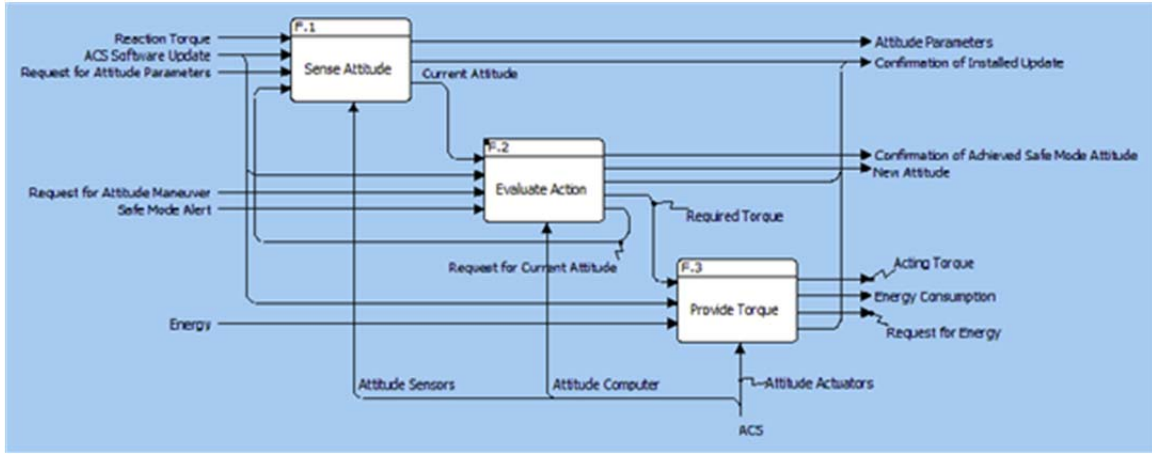 F.1
Reaction Torque
ACS Software Update
Request for Attitude Parameters
Sense Attitude
Attitude Parameters
Confirmation of Installed Update
Current Attitude
F.2
Evaluate Action
Request for Attitude Maneuver
Safe Mode Alert
Confirmation of Achieved Safe Mode Attitude
New Attitude
Required Torque
Request for Current Attitude
F.3
Provide Torque
Acting Torque
Energy Consumption
Request for Energy
Energy
Attitude Sensors
Attitude Computer
Attitude Actuators
ACS